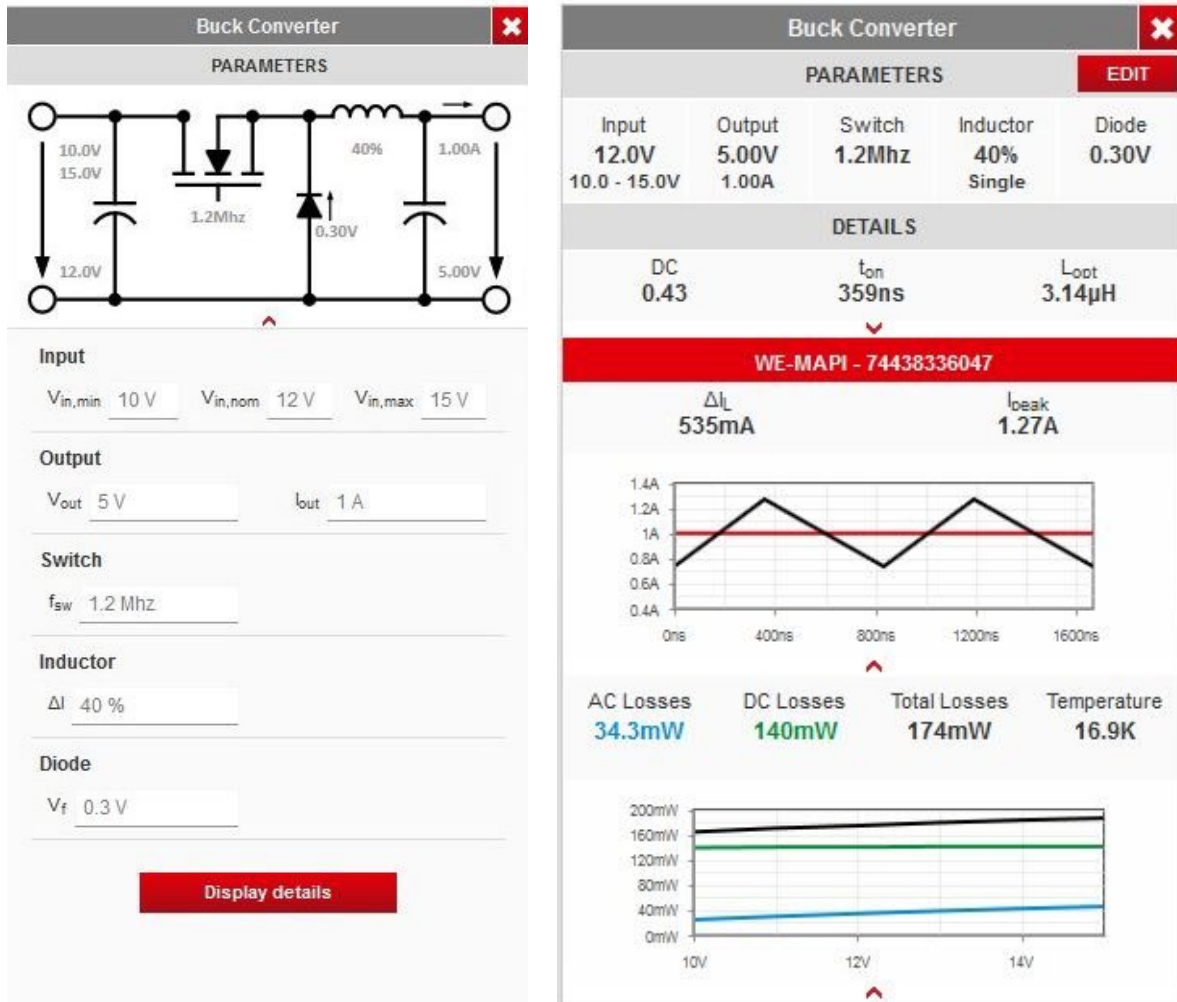 Buck Converter
PARAMETERS
10.0V
15.0V
40%
1.00A
1.2Mhz
0.30V
12.0V
5.00V
Input
Vin,min 10 V Vin,nom 12 V Vin,max 15 V
Output
Vout 5 V Iout 1 A
Switch
fsw 1.2 Mhz
Inductor
ΔI 40 %
Diode
Vf 0.3 V
Display details
Buck Converter
PARAMETERS EDIT
Input Output Switch Inductor Diode
12.0V 5.00V 1.2Mhz 40% 0.30V
10.0 - 15.0V 1.00A Single
DETAILS
DC ton Lopt
0.43 359ns 3.14µH
WE-MAPI - 74438336047
ΔIL Ipeak
535mA 1.27A
1.4A
1.2A
1A
0.8A
0.6A
0.4A
0ns 400ns 800ns 1200ns 1600ns
AC Losses DC Losses Total Losses Temperature
34.3mW 140mW 174mW 16.9K
200mW
160mW
120mW
80mW
40mW
0mW
10V 12V 14V